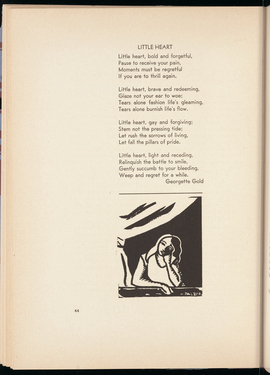 LITTLE HEART
Little heart, bold and forgetful,
Pause to receive your pain,
Moments must be regretful
If you are to thrill again.
Little heart, brave and redeeming,
Glaze not your ear to woe;
Tears alone fashion life's gleaming,
Tears alone burnish life's flow.
Little heart, gay and forgiving:
Stem not the pressing tide;
Let rush the sorrows of living,
Let fall the pillars of pride.
Little heart, light and receding,
Relinquish the battle to smile,
Gently succumb to your bleeding,
Weep and regret for a while.
Georgette Gold